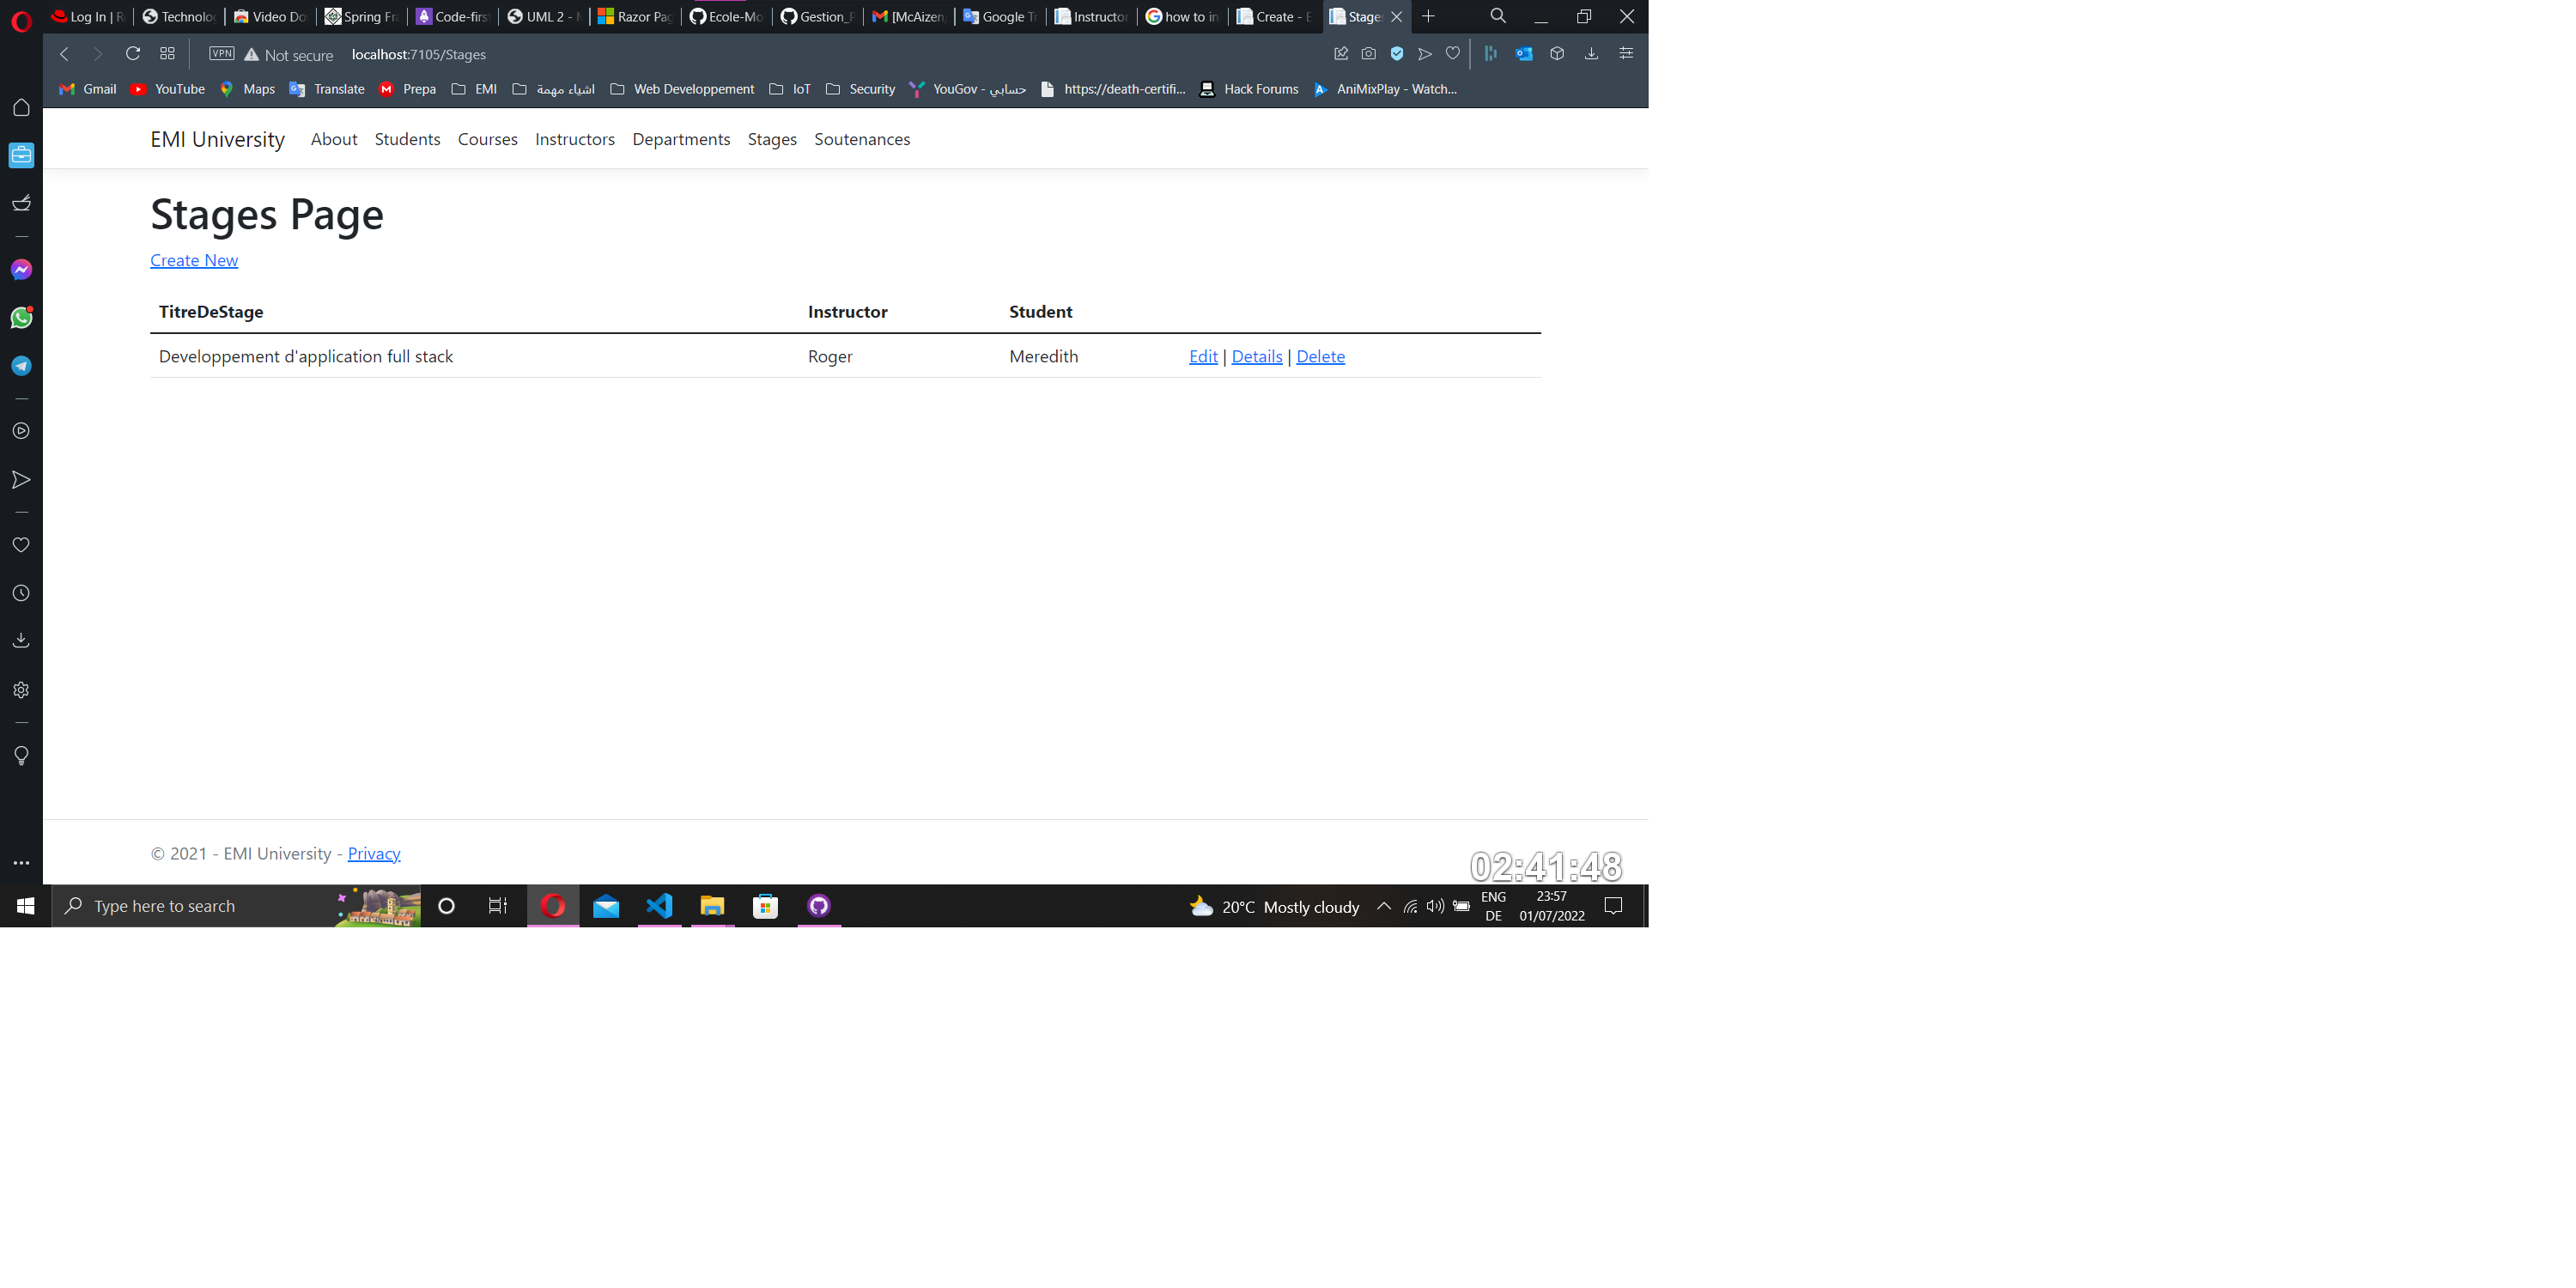 Log In | R Technolog Video Do Spring Fra Code-firs UML 2 - Razor Pag Ecole-Mo Gestion_P [McAizen, Google Tr Instructor how to in Create - E Stage
VPN Not secure localhost:7105/Stages
Gmail YouTube Maps Translate Prepa EMI اشياء مهمة Web Developpement IoT Security YouGov - حسابي https://death-certifi... Hack Forums AniMixPlay - Watch...
EMI University About Students Courses Instructors Departments Stages Soutenances
Stages Page
Create New
TitreDeStage Instructor Student
Developpement d'application full stack Roger Meredith Edit | Details | Delete
© 2021 - EMI University - Privacy
02:41:48
Type here to search 20°C Mostly cloudy ENG 23:57
DE 01/07/2022